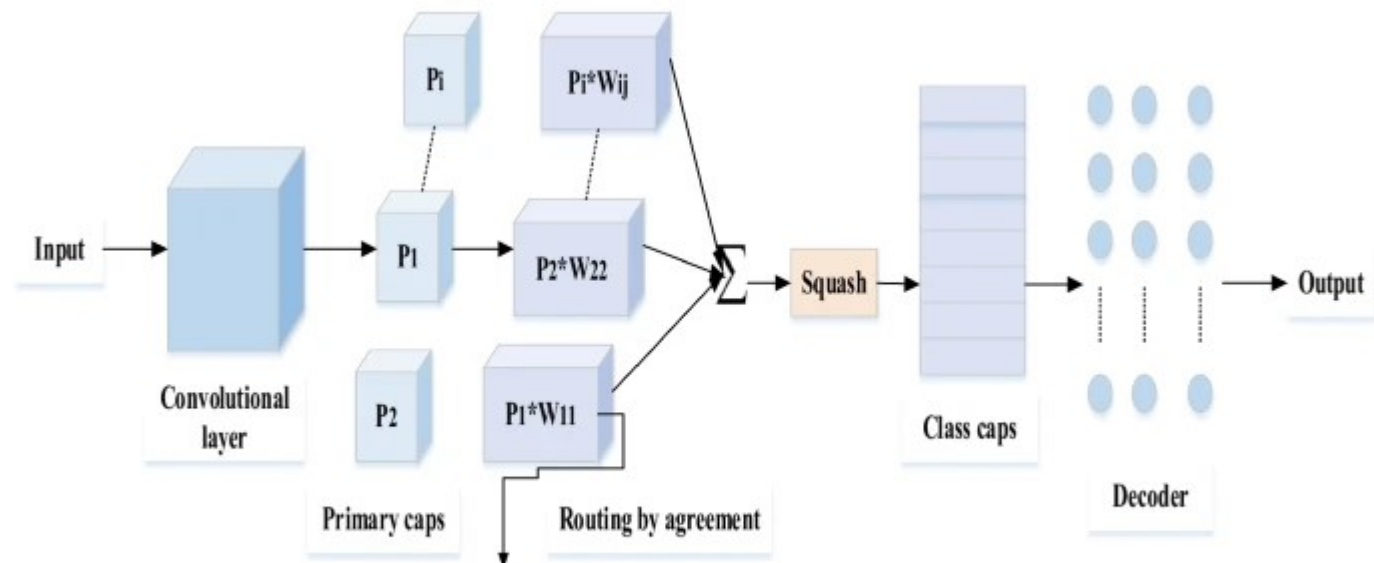 Pi
Pi*Wij
Input
P1
P2*W22
Σ
Squash
Output
Convolutional
layer
P2
P1*W11
Class caps
Primary caps
Routing by agreement
Decoder